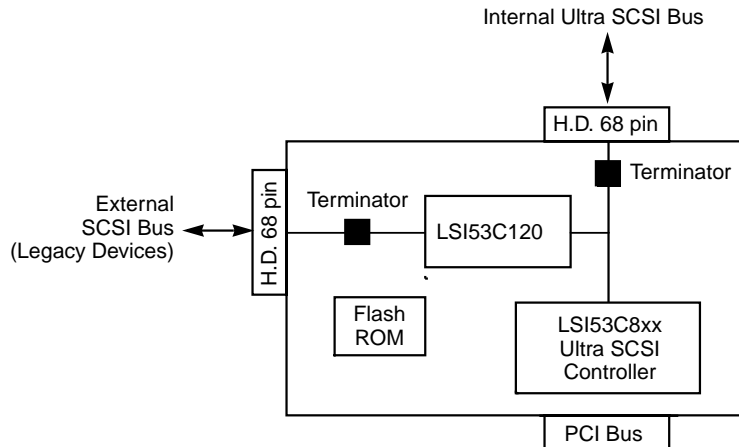 Internal Ultra SCSI Bus
H.D. 68 pin
Terminator
External
SCSI Bus
(Legacy Devices)
H.D. 68 pin
Terminator
LSI53C120
Flash
ROM
LSI53C8xx
Ultra SCSI
Controller
PCI Bus